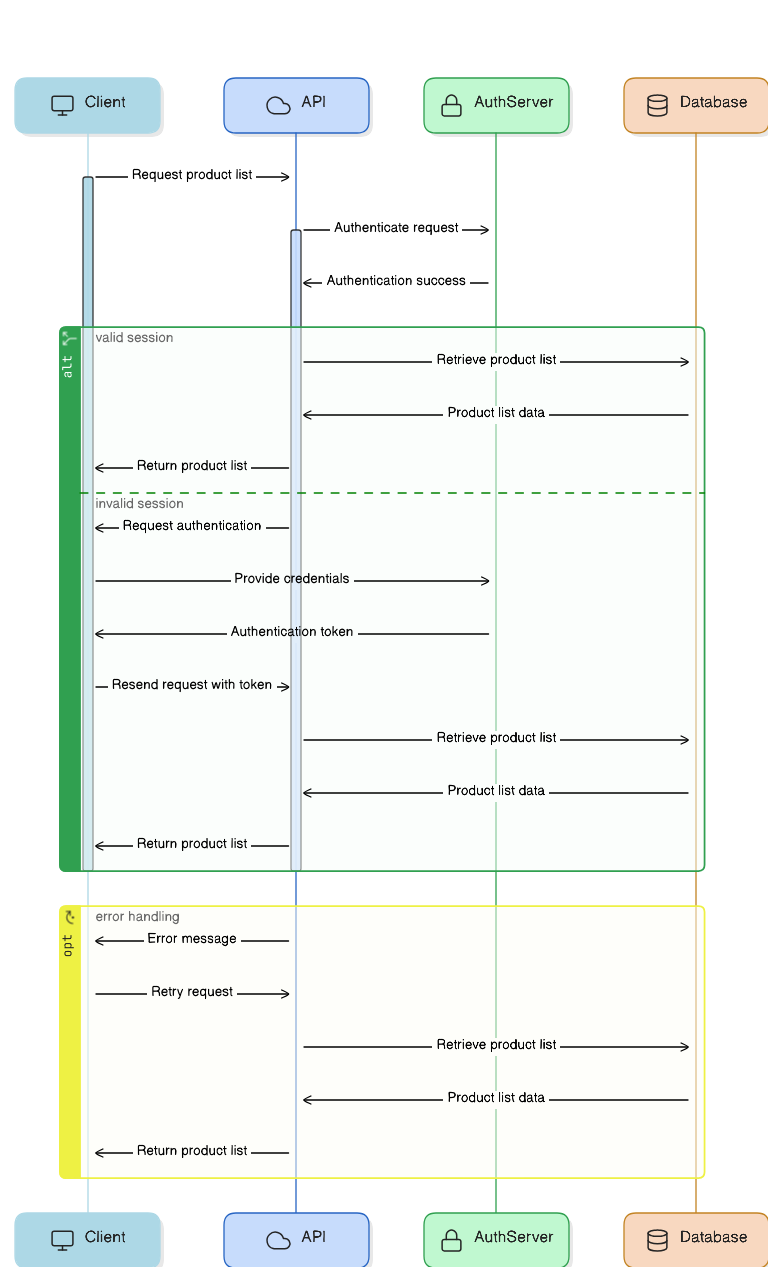 Client
API
AuthServer
Database
Request product list
Authenticate request
Authentication success
alt
valid session
Retrieve product list
Product list data
Return product list
invalid session
Request authentication
Provide credentials
Authentication token
Resend request with token
Retrieve product list
Product list data
Return product list
opt
error handling
Error message
Retry request
Retrieve product list
Product list data
Return product list
Client
API
AuthServer
Database